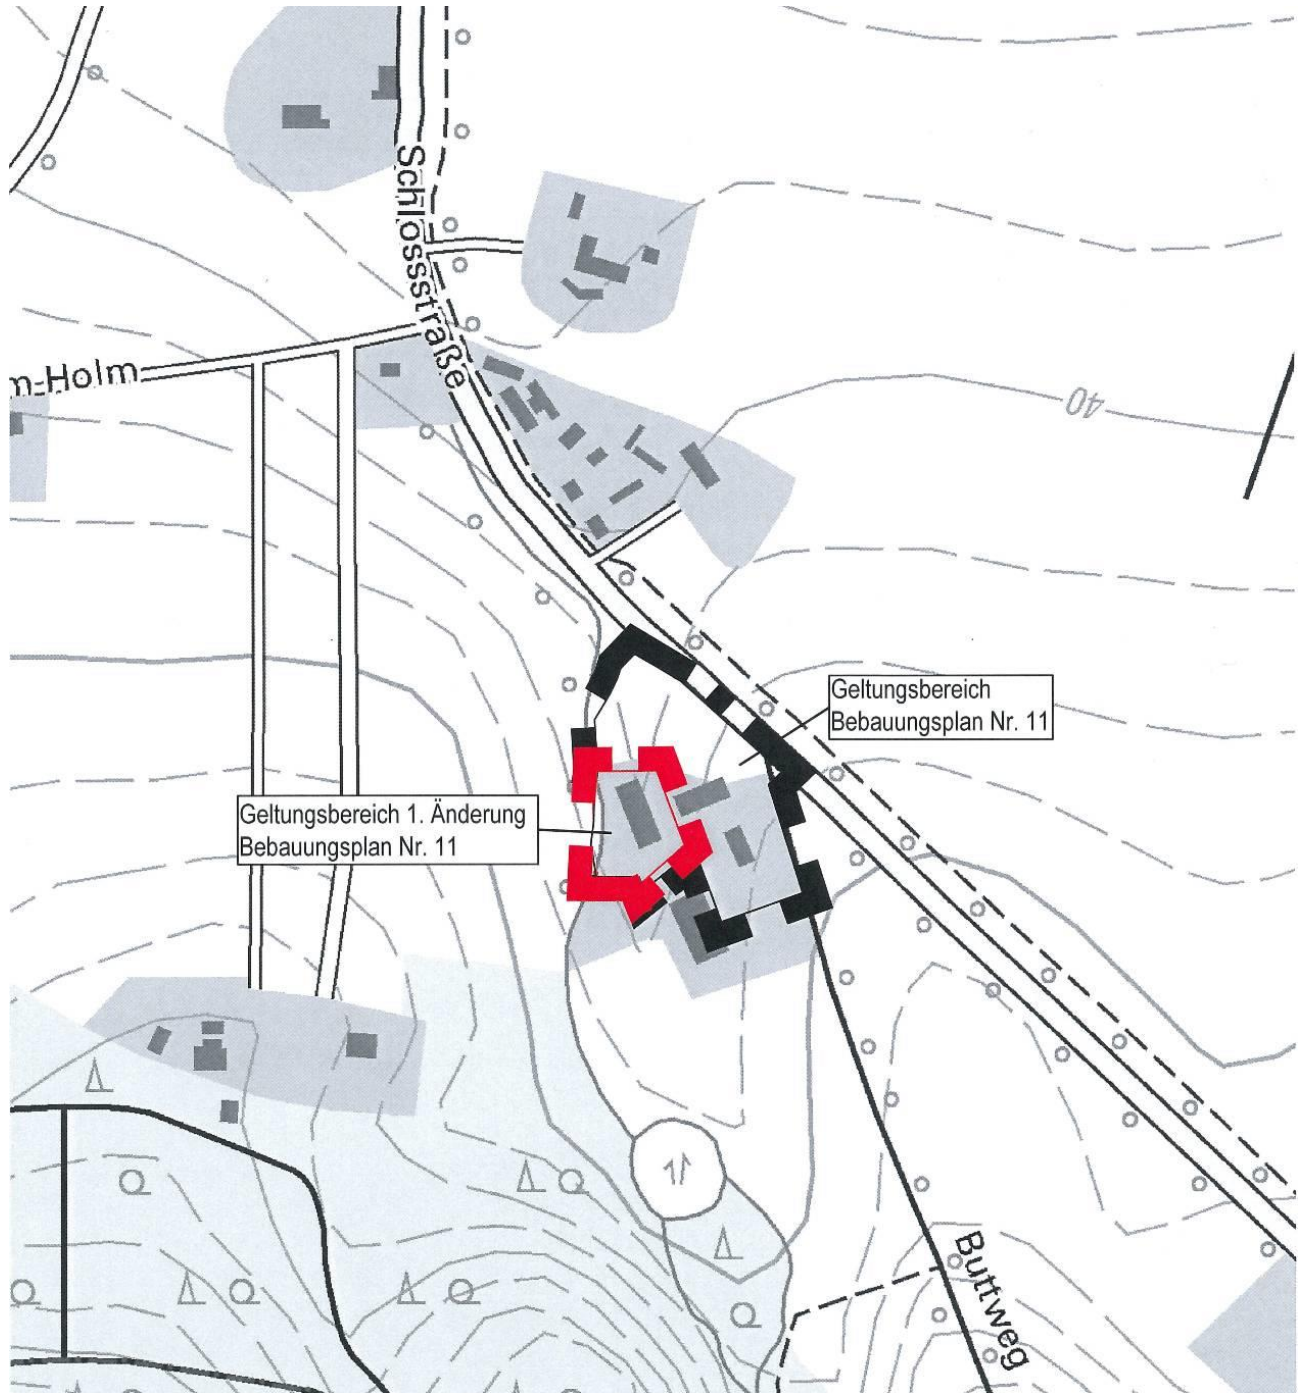 Schlossstraße
m-Holm
40
Geltungsbereich
Bebauungsplan Nr. 11
Geltungsbereich 1. Änderung
Bebauungsplan Nr. 11
Buttweg